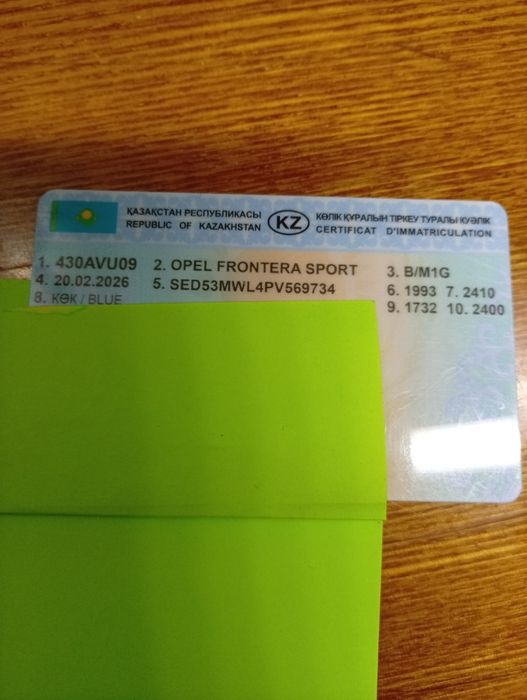 ҚАЗАҚСТАН РЕСПУБЛИКАСЫ KZ КӨЛІК ҚҰРАЛЫН ТІРКЕУ ТУРАЛЫ КУӘЛІК
REPUBLIC OF KAZAKHSTAN CERTIFICAT D'IMMATRICULATION
1. 430AVU09 2. OPEL FRONTERA SPORT 3. B/M1G
4. 20.02.2026 5. SED53MWL4PV569734 6. 1993 7. 2410
8. КӨК / BLUE 9. 1732 10. 2400